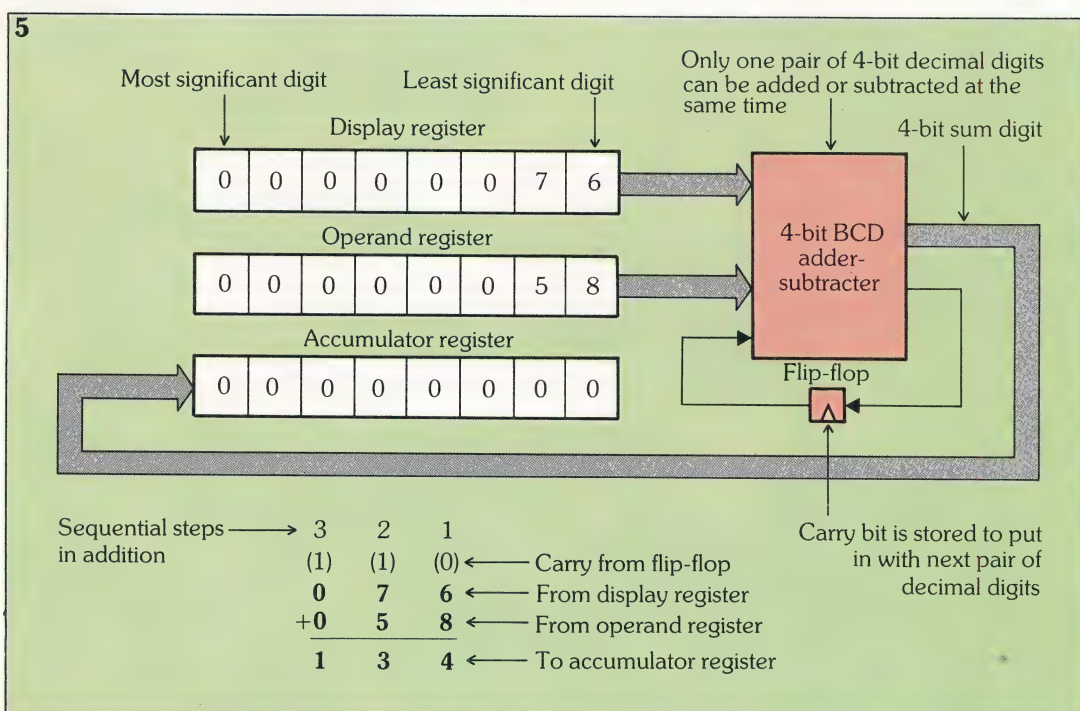 5
Most significant digit
Least significant digit
Only one pair of 4-bit decimal digits
can be added or subtracted at the
same time
Display register
4-bit sum digit
0 0 0 0 0 0 7 6
Operand register
4-bit BCD
adder-
subtracter
0 0 0 0 0 0 5 8
Accumulator register
0 0 0 0 0 0 0 0
Flip-flop
Sequential steps
in addition
3 2 1
(1) (1) (0) Carry from flip-flop
0 7 6 From display register
+0 5 8 From operand register
1 3 4 To accumulator register
Carry bit is stored to put
in with next pair of
decimal digits